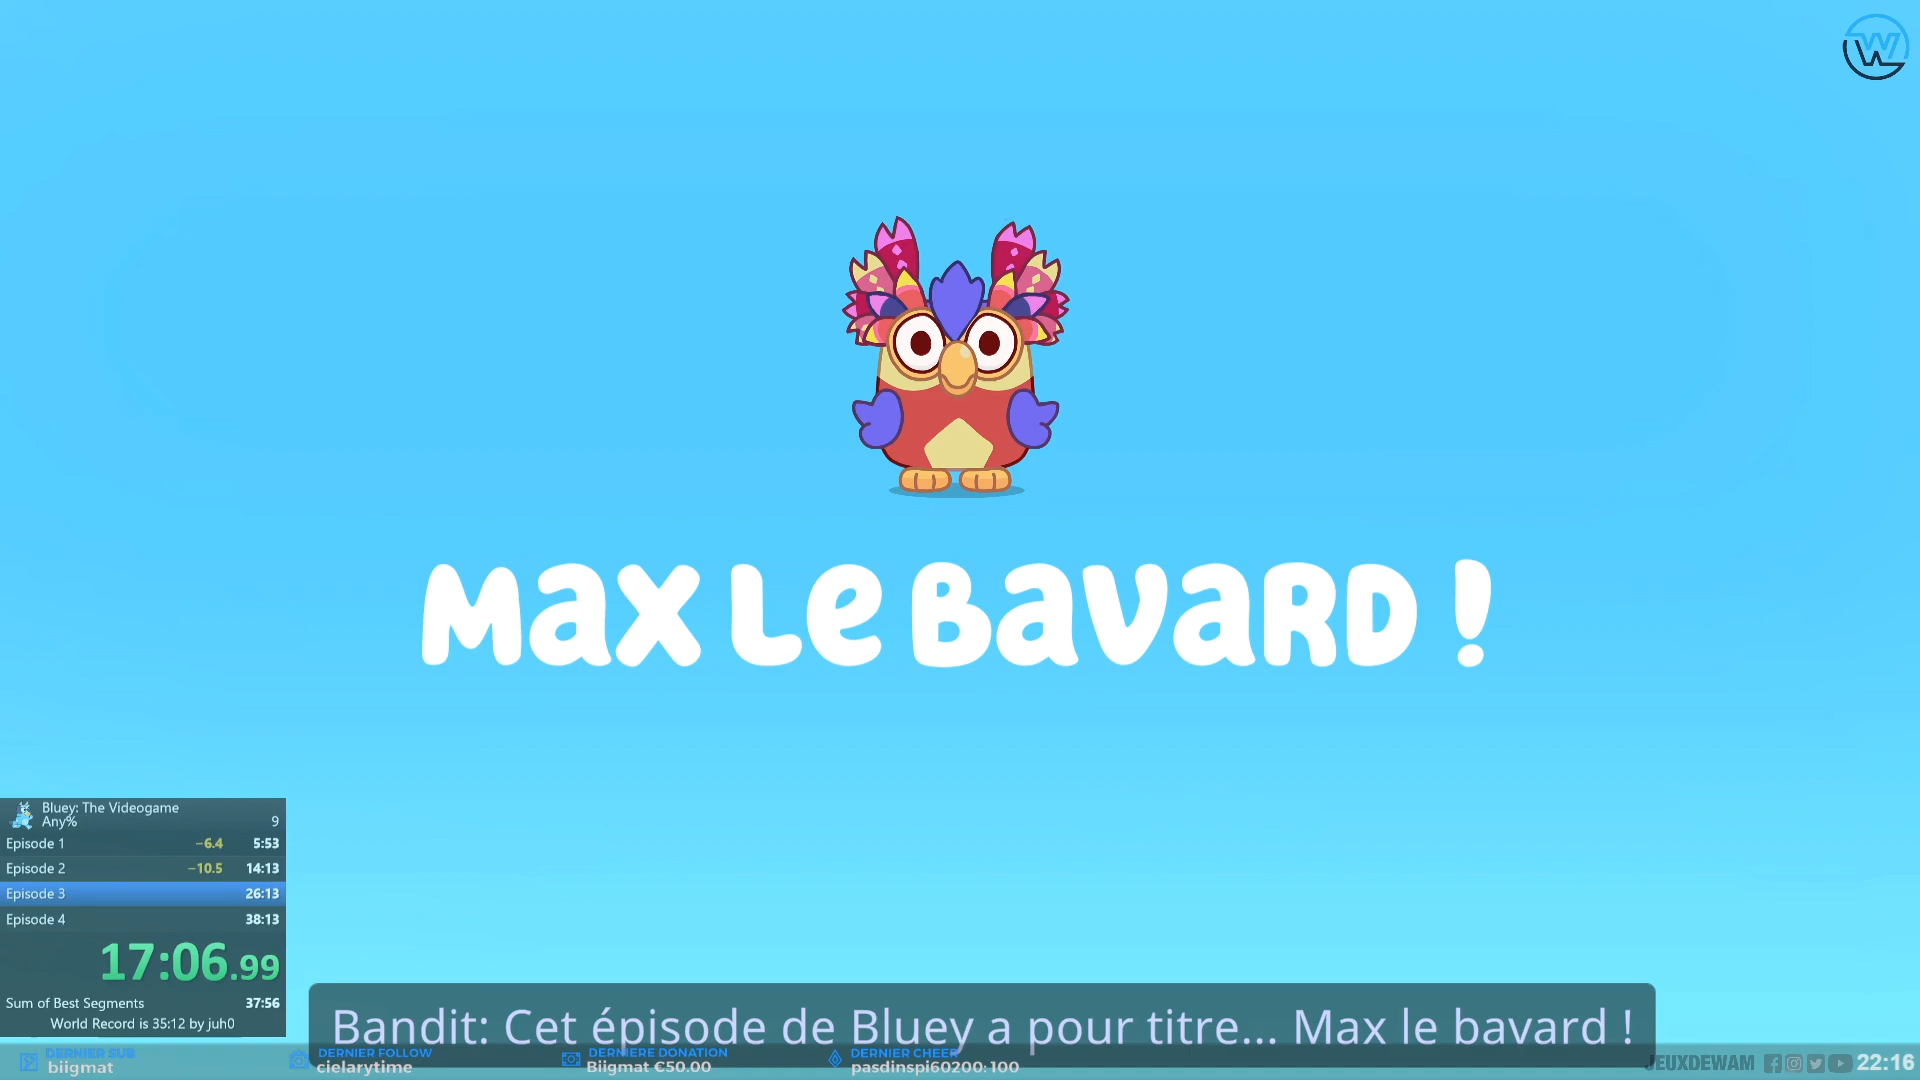 W
MAX LE BAVARD !
Bluey: The Videogame
Any% 9
Episode 1 −6.4 5:53
Episode 2 −10.5 14:13
Episode 3 26:13
Episode 4 38:13
17:06.99
Sum of Best Segments 37:56
World Record is 35:12 by juh0
Bandit: Cet épisode de Bluey a pour titre... Max le bavard !
DERNIER SUB
biigmat
DERNIER FOLLOW
cielarytime
DERNIERE DONATION
Biigmat €50.00
DERNIER CHEER
pasdinspi60200:100
JEUXDEWAM 22:16